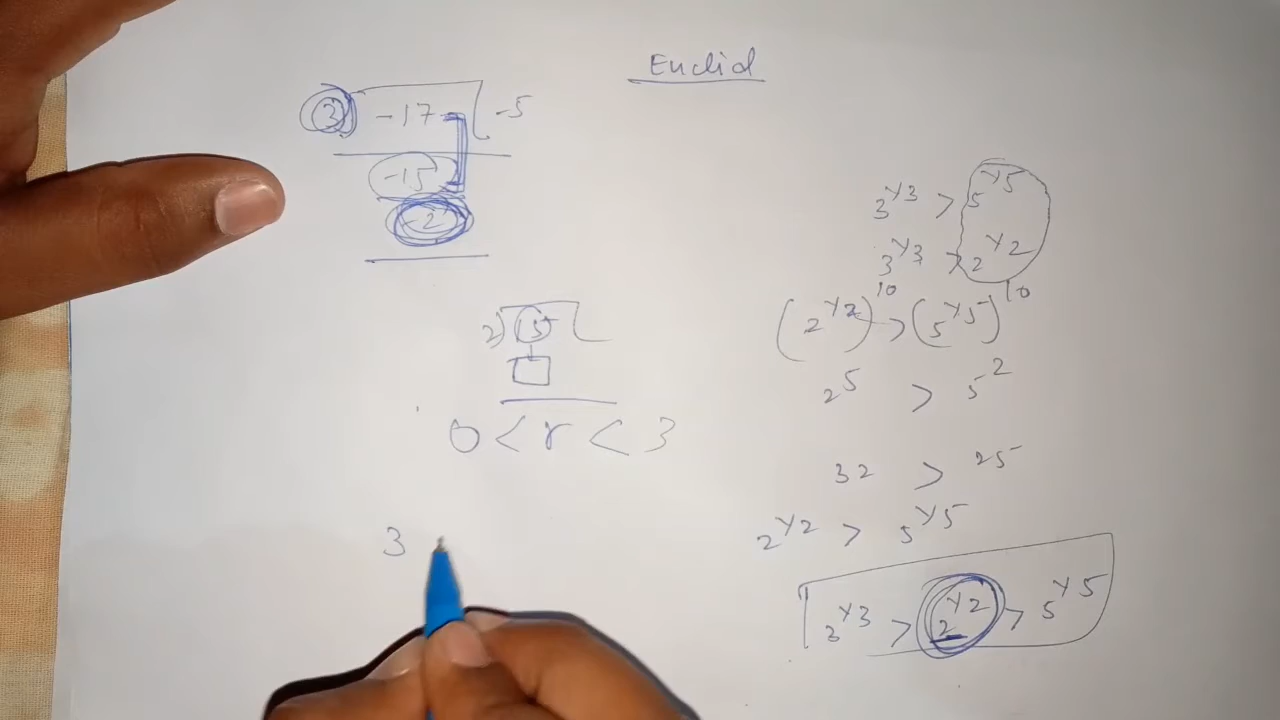 Euclid
3) -17 ( -5
-15
-2
2) 15 (
0 < r < 3
3
3^1/3 > 5^1/5
3^1/3 > 2^1/2
(2^1/2)^10 > (5^1/5)^10
2^5 > 5^2
32 > 25
2^1/2 > 5^1/5
3^1/3 > 2^1/2 > 5^1/5